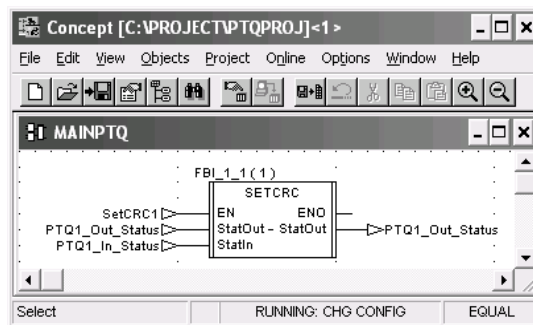 Concept [C:\PROJECT\PTQPROJ]<1>
File Edit View Objects Project Online Options Window Help
MAINPTQ
FBI_1_1(1)
SETCRC
SetCRC1 EN ENO
PTQ1_Out_Status StatOut - StatOut PTQ1_Out_Status
PTQ1_In_Status StatIn
Select RUNNING: CHG CONFIG EQUAL